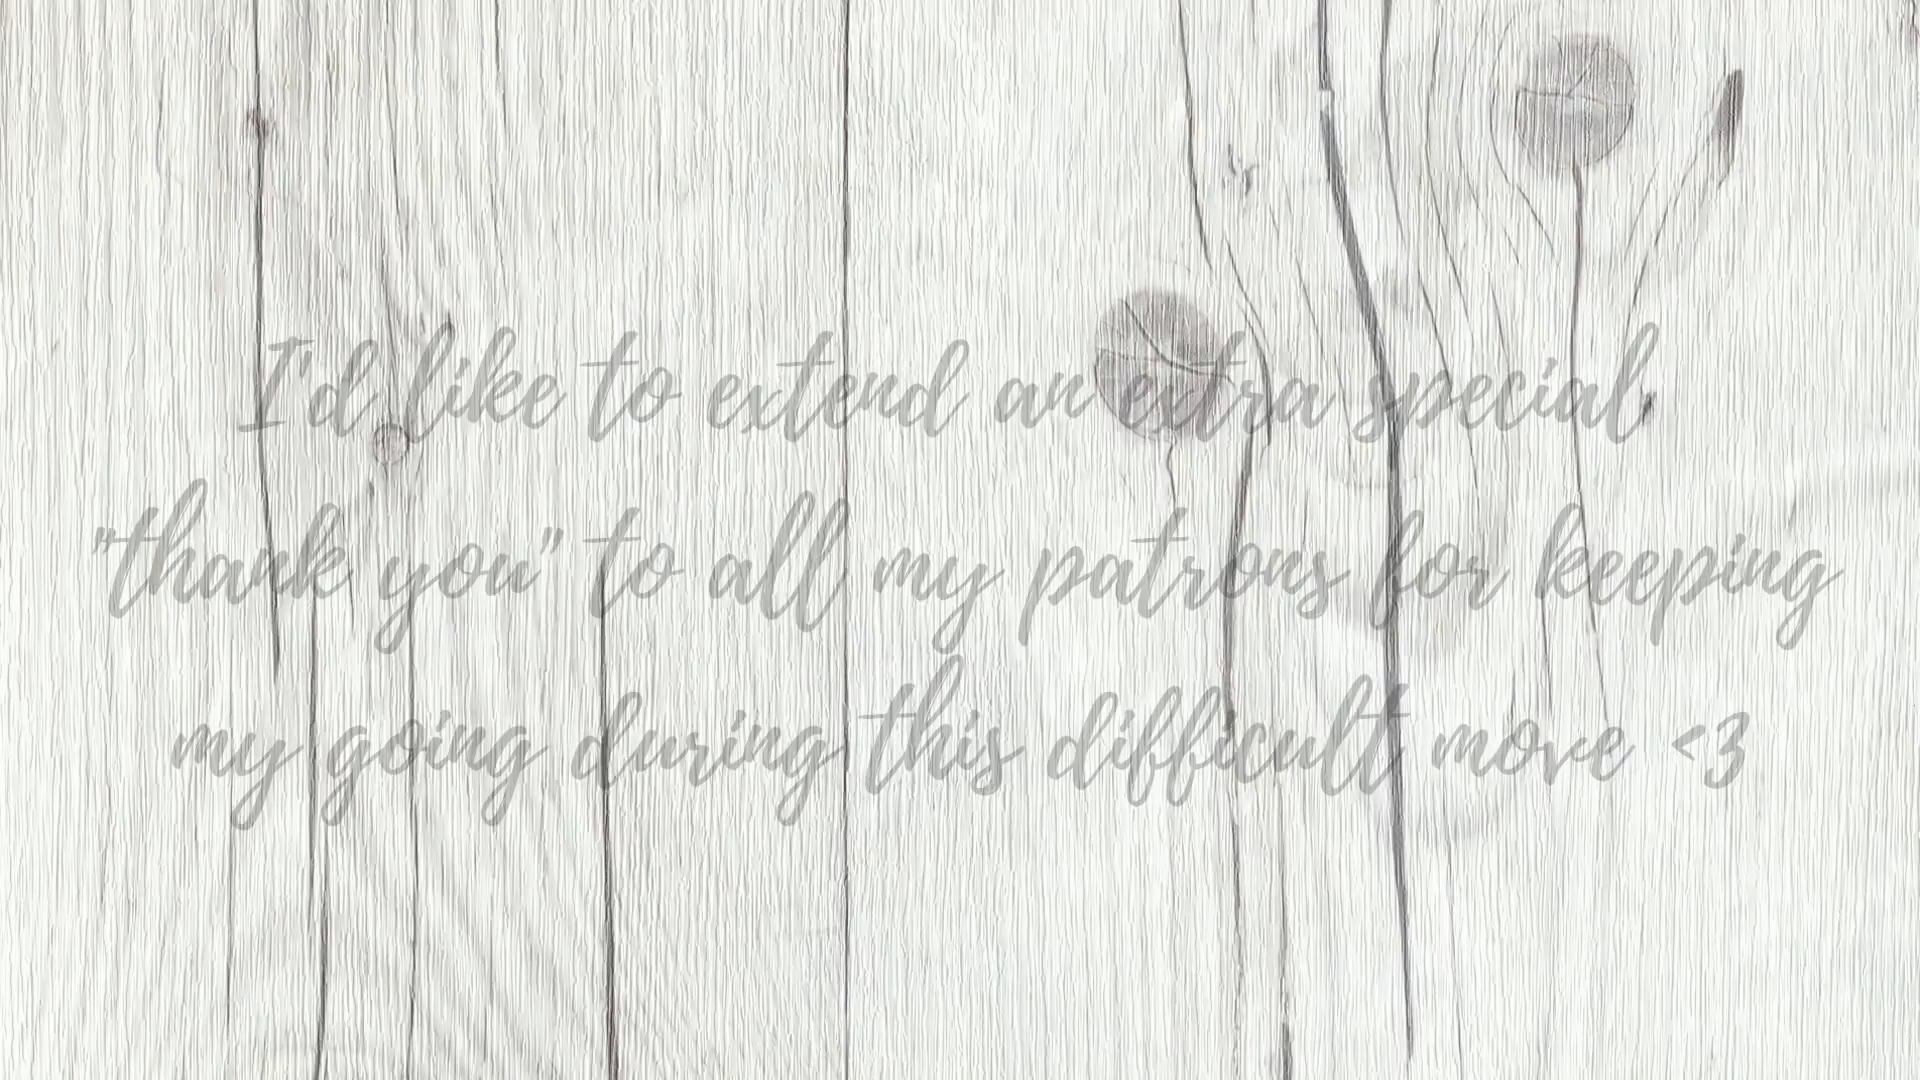 I'd like to extend an extra special
"thank you" to all my patrons for keeping
my going during this difficult move <3